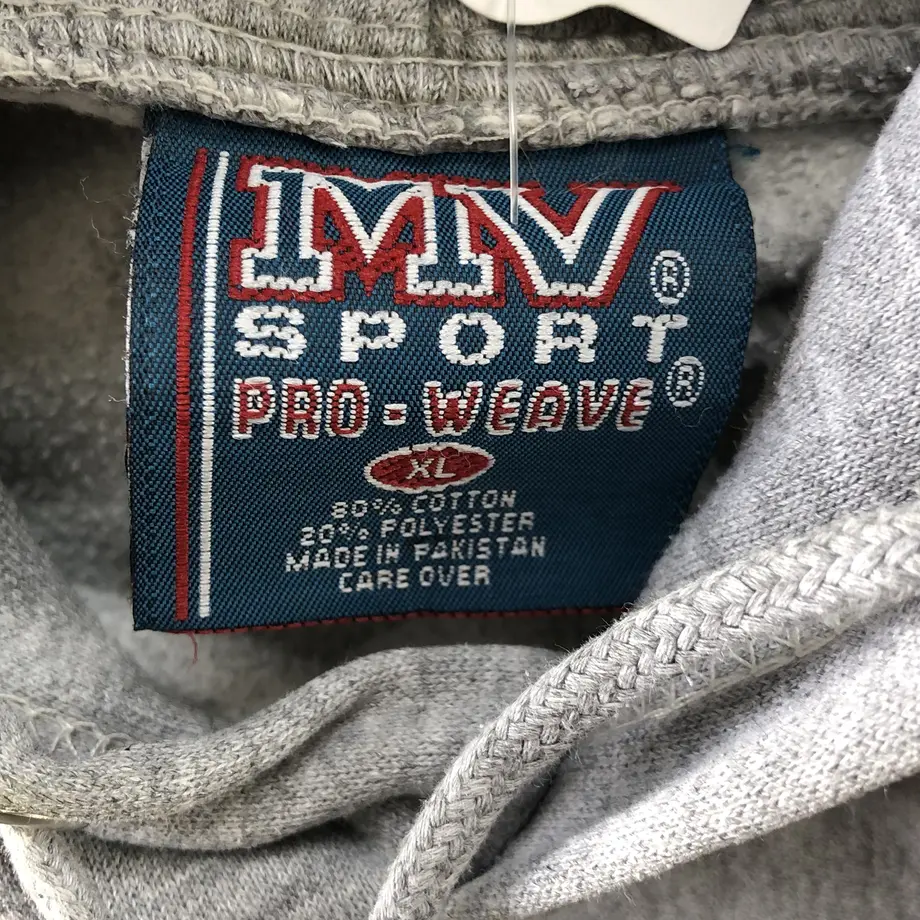 MV®
SPORT
PRO-WEAVE®
XL
80% COTTON
20% POLYESTER
MADE IN PAKISTAN
CARE OVER